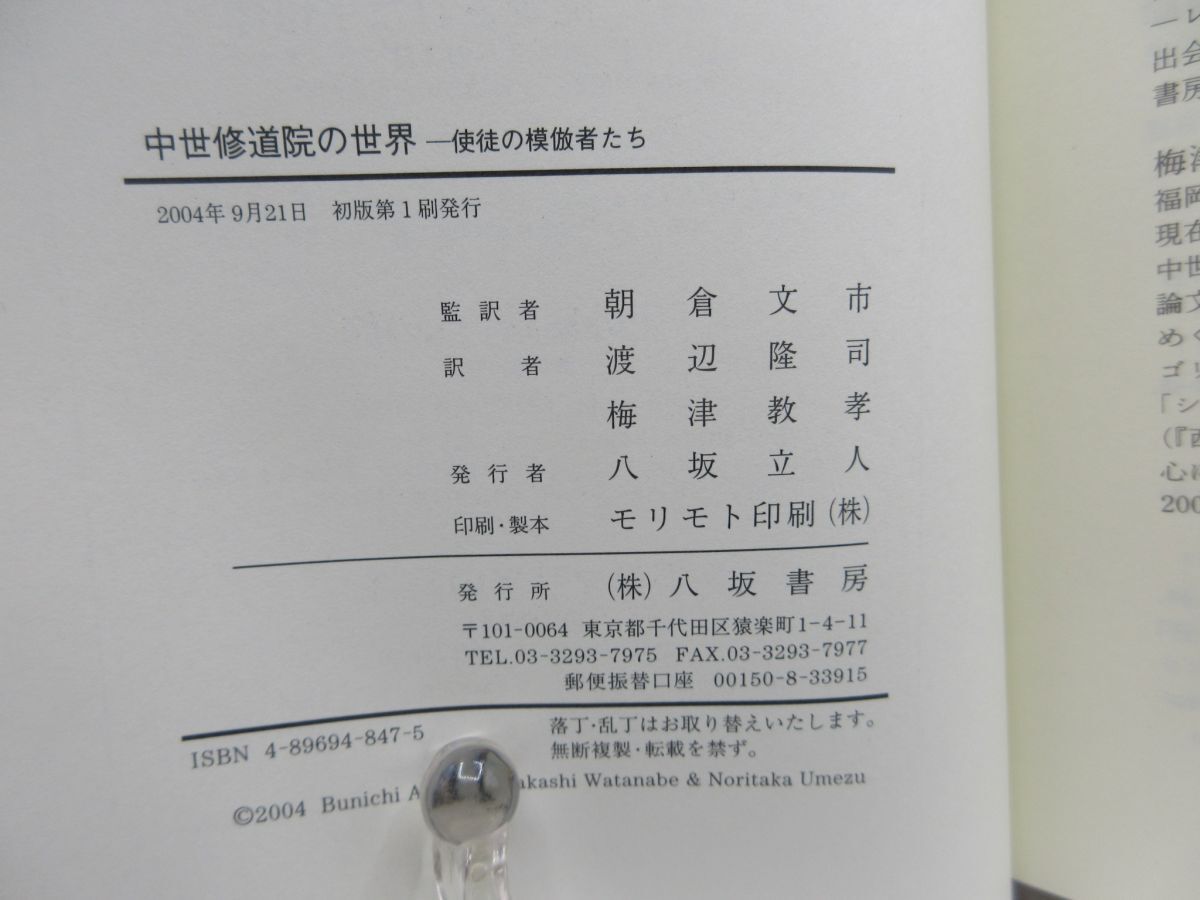 中世修道院の世界―使徒の模倣者たち
2004年 9月21日　初版第1刷発行
監訳者　朝倉文市
訳者　渡辺隆司
梅津教孝
発行者　八坂立人
印刷・製本　モリモト印刷(株)
発行所　(株)八坂書房
〒101-0064 東京都千代田区猿楽町1-4-11
TEL.03-3293-7975 FAX.03-3293-7977
郵便振替口座 00150-8-33915
ISBN 4-89694-847-5
落丁・乱丁はお取り替えいたします。
無断複製・転載を禁ず。
©2004 Bunichi Watanabe & Noritaka Umezu
出会
書房
梅津
福岡
現在
中世
論文
めぐ
ゴリ
「シ
(『西
心に
200